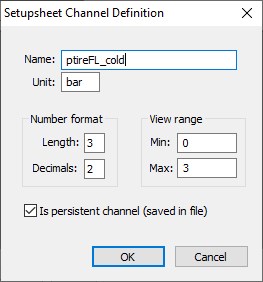 Setupsheet Channel Definition
Name: ptireFL_cold
Unit: bar
Number format
Length: 3
Decimals: 2
View range
Min: 0
Max: 3
Is persistent channel (saved in file)
OK
Cancel